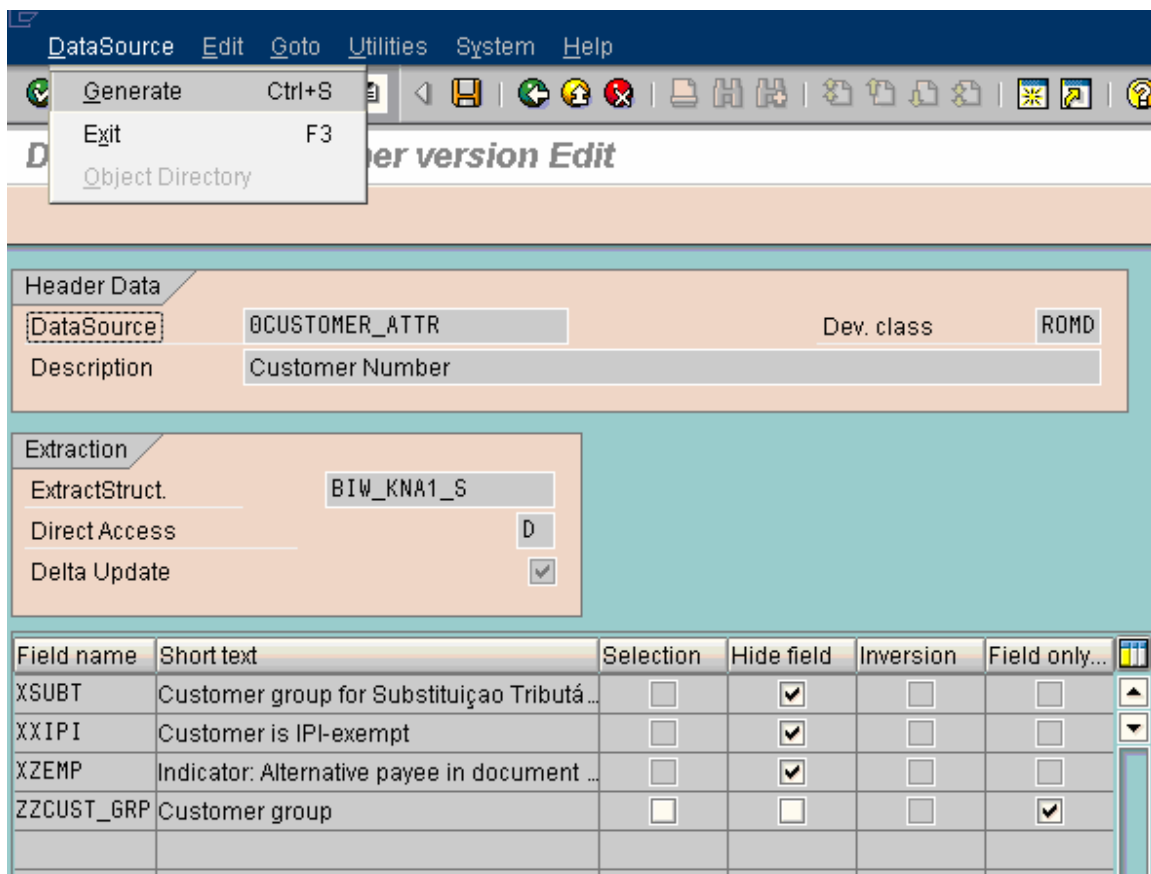 DataSource Edit Goto Utilities System Help
Generate Ctrl+S
Exit F3
Object Directory
D er version Edit
Header Data
DataSource 0CUSTOMER_ATTR Dev. class ROMD
Description Customer Number
Extraction
ExtractStruct. BIW_KNA1_S
Direct Access D
Delta Update
Field name Short text Selection Hide field Inversion Field only...
XSUBT Customer group for Substituiçao Tributá...
XXIPI Customer is IPI-exempt
XZEMP Indicator: Alternative payee in document ...
ZZCUST_GRP Customer group